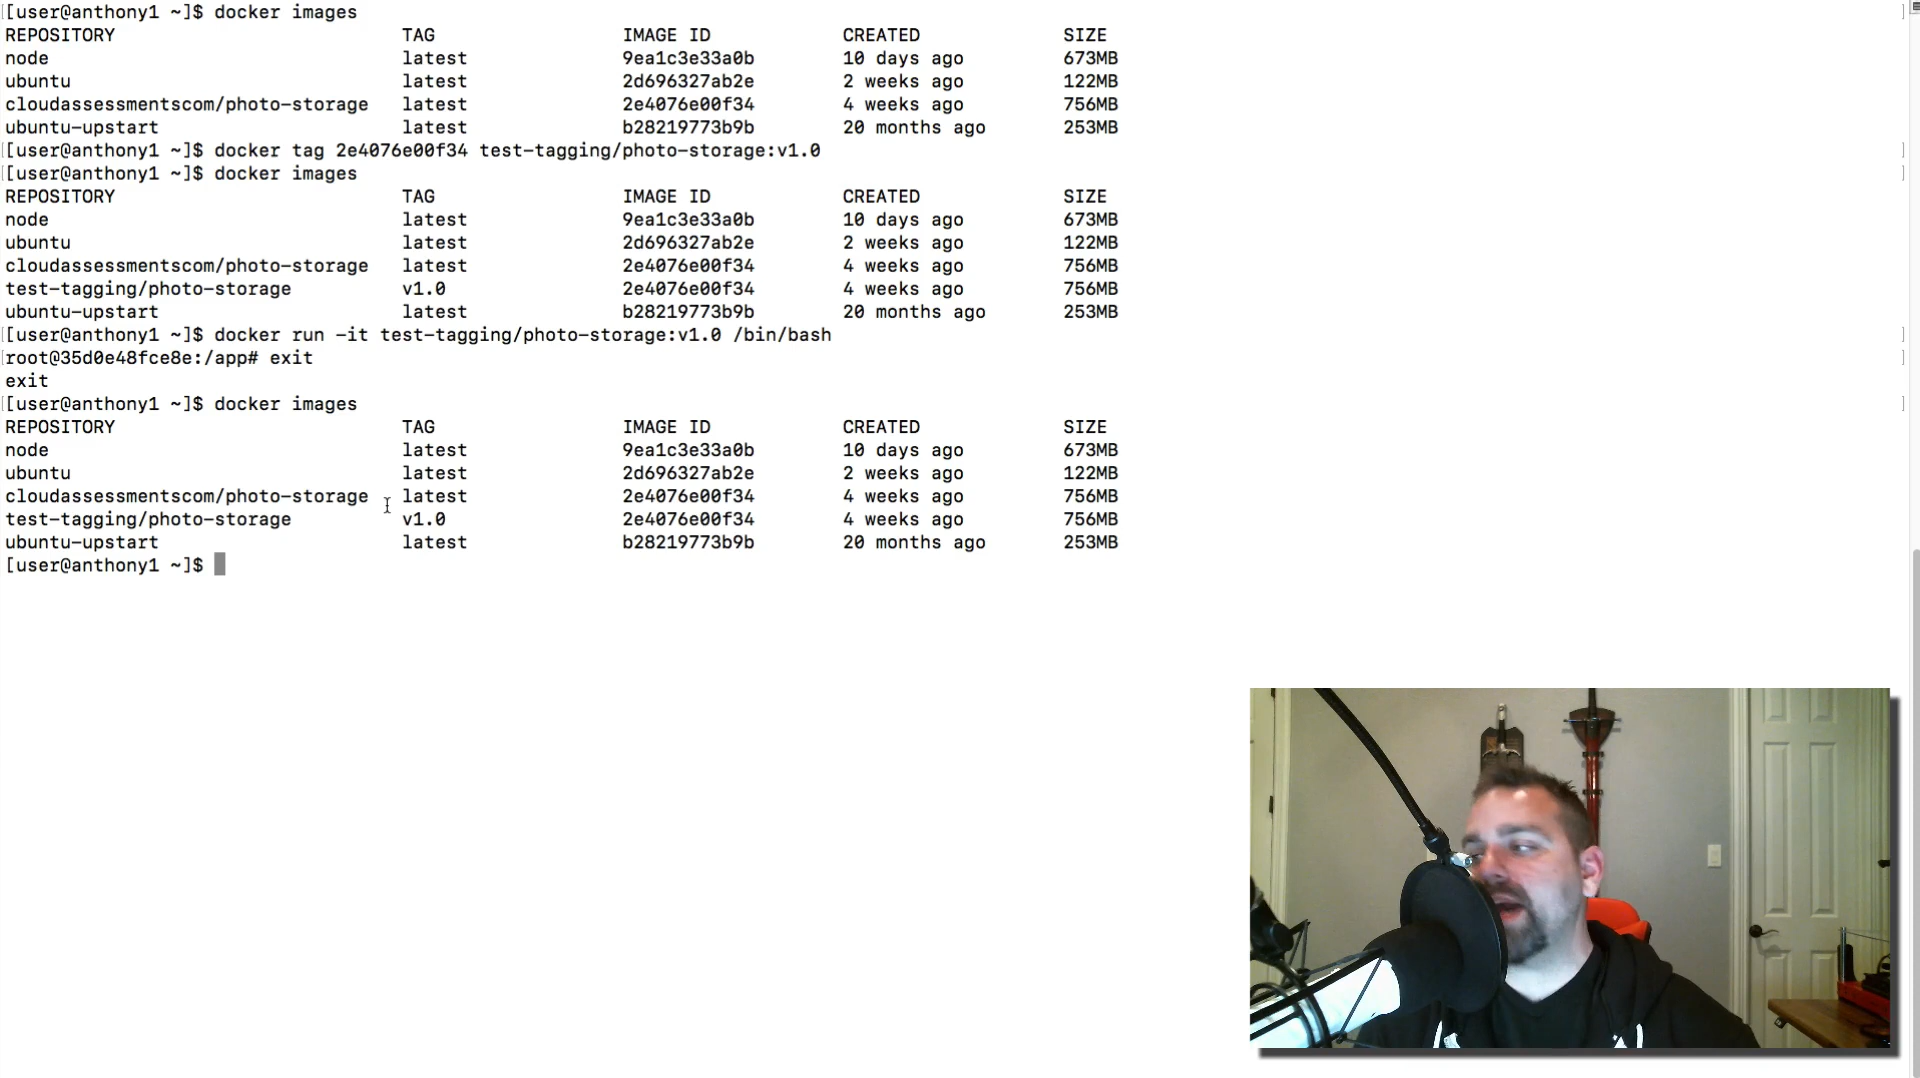 [user@anthony1 ~]$ docker images
REPOSITORY TAG IMAGE ID CREATED SIZE
node latest 9ea1c3e33a0b 10 days ago 673MB
ubuntu latest 2d696327ab2e 2 weeks ago 122MB
cloudassessmentscom/photo-storage latest 2e4076e00f34 4 weeks ago 756MB
ubuntu-upstart latest b28219773b9b 20 months ago 253MB
[user@anthony1 ~]$ docker tag 2e4076e00f34 test-tagging/photo-storage:v1.0
[user@anthony1 ~]$ docker images
REPOSITORY TAG IMAGE ID CREATED SIZE
node latest 9ea1c3e33a0b 10 days ago 673MB
ubuntu latest 2d696327ab2e 2 weeks ago 122MB
cloudassessmentscom/photo-storage latest 2e4076e00f34 4 weeks ago 756MB
test-tagging/photo-storage v1.0 2e4076e00f34 4 weeks ago 756MB
ubuntu-upstart latest b28219773b9b 20 months ago 253MB
[user@anthony1 ~]$ docker run -it test-tagging/photo-storage:v1.0 /bin/bash
root@35d0e48fce8e:/app# exit
exit
[user@anthony1 ~]$ docker images
REPOSITORY TAG IMAGE ID CREATED SIZE
node latest 9ea1c3e33a0b 10 days ago 673MB
ubuntu latest 2d696327ab2e 2 weeks ago 122MB
cloudassessmentscom/photo-storage latest 2e4076e00f34 4 weeks ago 756MB
test-tagging/photo-storage v1.0 2e4076e00f34 4 weeks ago 756MB
ubuntu-upstart latest b28219773b9b 20 months ago 253MB
[user@anthony1 ~]$